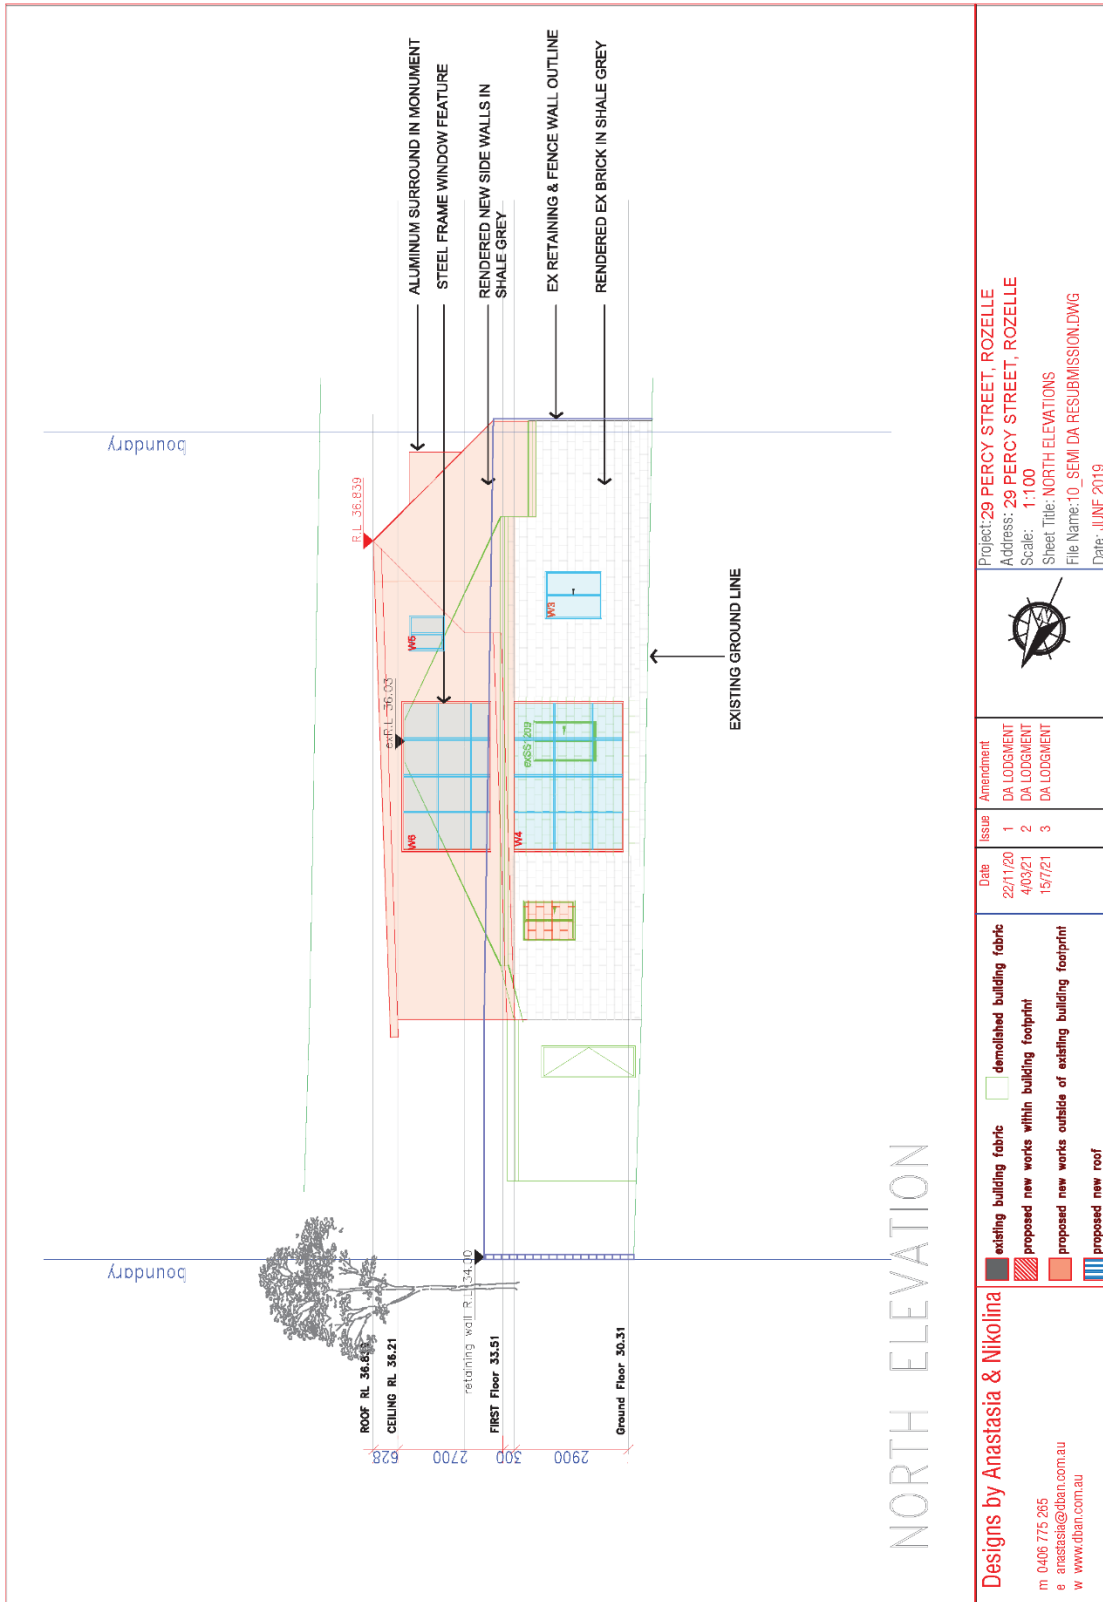 boundary
boundary
ALUMINUM SURROUND IN MONUMENT
STEEL FRAME WINDOW FEATURE
RENDERED NEW SIDE WALLS IN
SHALE GREY
EX RETAINING & FENCE WALL OUTLINE
RENDERED EX BRICK IN SHALE GREY
R.L 36.839
exR.L 36.03
W5
W6
W3
W4
exSS1209
EXISTING GROUND LINE
retaining wall R.L 34.00
ROOF RL 36.839
CEILING RL 36.21
FIRST Floor 33.51
Ground Floor 30.31
628
2700
300
2900
NORTH ELEVATION
Designs by Anastasia & Nikolina
m 0406 775 265
e anastasia@dban.com.au
w www.dban.com.au
existing building fabric
demolished building fabric
proposed new works within building footprint
proposed new works outside of existing building footprint
proposed new roof
Date Issue Amendment
22/11/20 1 DA LODGMENT
4/03/21 2 DA LODGMENT
15/7/21 3 DA LODGMENT
Project: 29 PERCY STREET, ROZELLE
Address: 29 PERCY STREET, ROZELLE
Scale: 1:100
Sheet Title: NORTH ELEVATIONS
File Name: 10_SEMI DA RESUBMISSION.DWG
Date: JUNE 2019